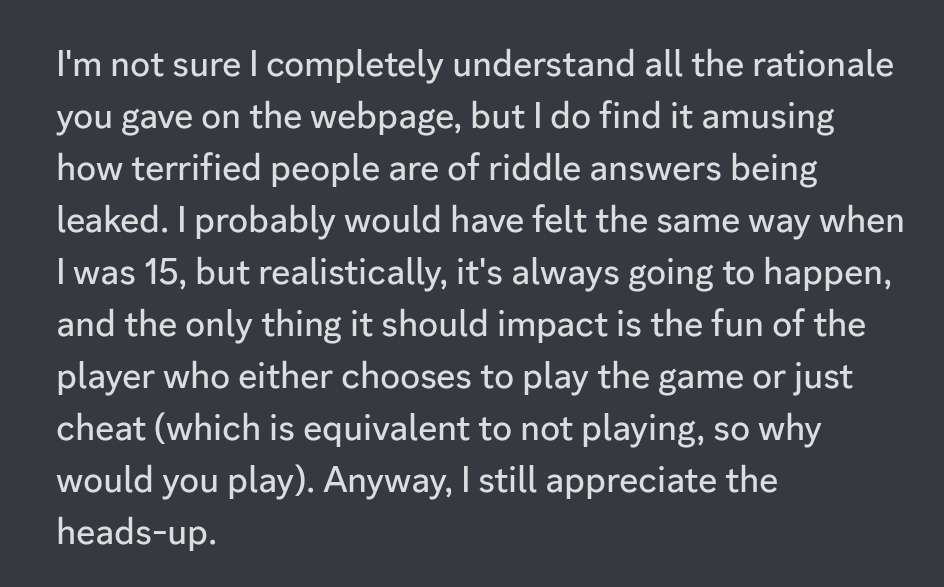 I'm not sure I completely understand all the rationale
you gave on the webpage, but I do find it amusing
how terrified people are of riddle answers being
leaked. I probably would have felt the same way when
I was 15, but realistically, it's always going to happen,
and the only thing it should impact is the fun of the
player who either chooses to play the game or just
cheat (which is equivalent to not playing, so why
would you play). Anyway, I still appreciate the
heads-up.